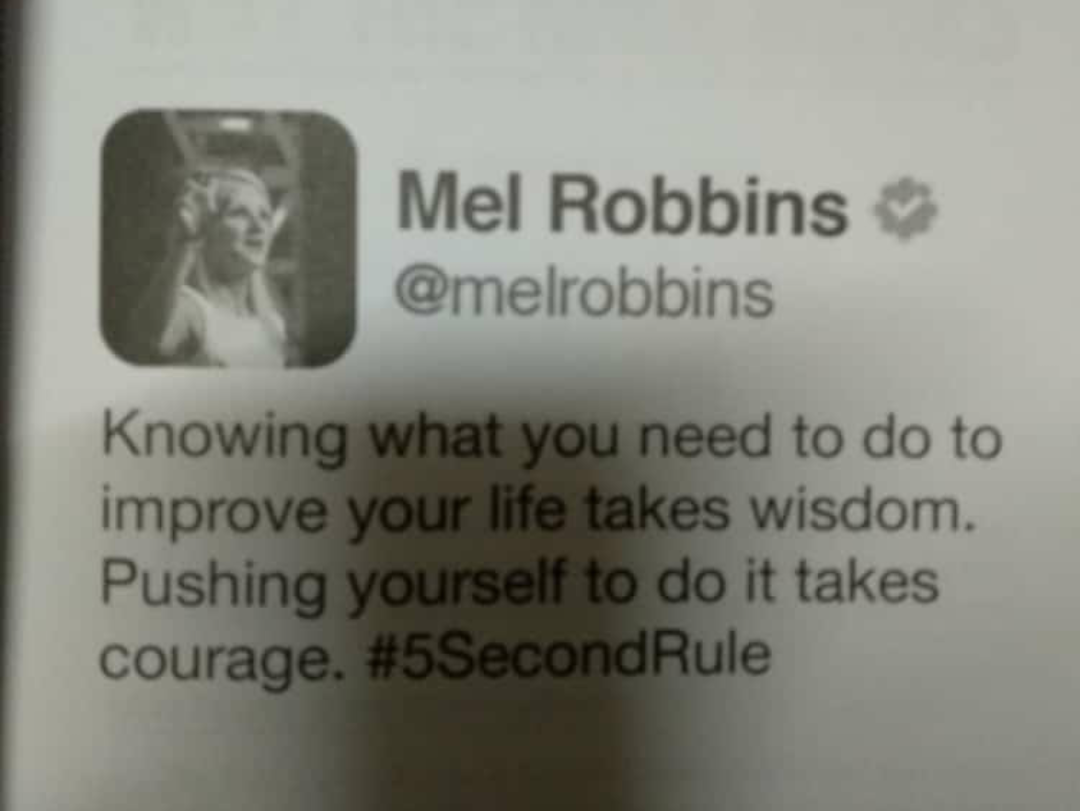 Mel Robbins
@melrobbins
Knowing what you need to do to
improve your life takes wisdom.
Pushing yourself to do it takes
courage. #5SecondRule